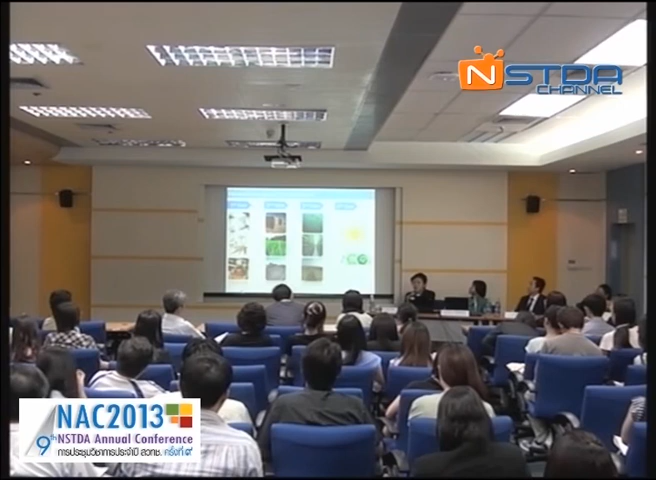 NSTDA
CHANNEL
NAC2013
9th NSTDA Annual Conference
การประชุมวิชาการประจำปี สวทช. ครั้งที่ ๙